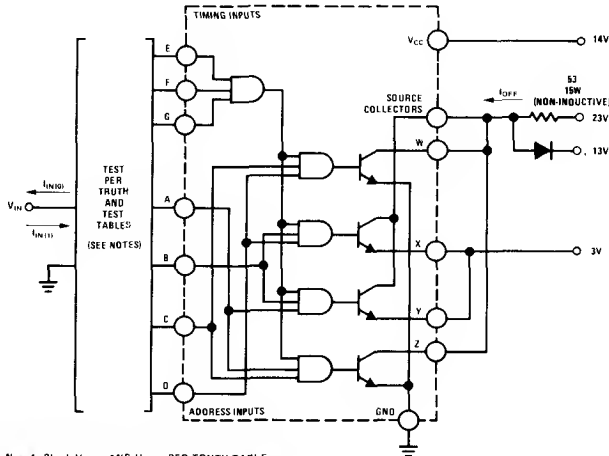 TIMING INPUTS
E
F
G
VCC
14V
SOURCE
COLLECTORS
IOFF
53
15W
(NON-INDUCTIVE)
23V
W
13V
IIN(0)
VIN
IIN(1)
TEST
PER
TRUTH
AND
TEST
TABLES
(SEE NOTES)
A
B
C
D
X
3V
Y
Z
ADDRESS INPUTS
GND